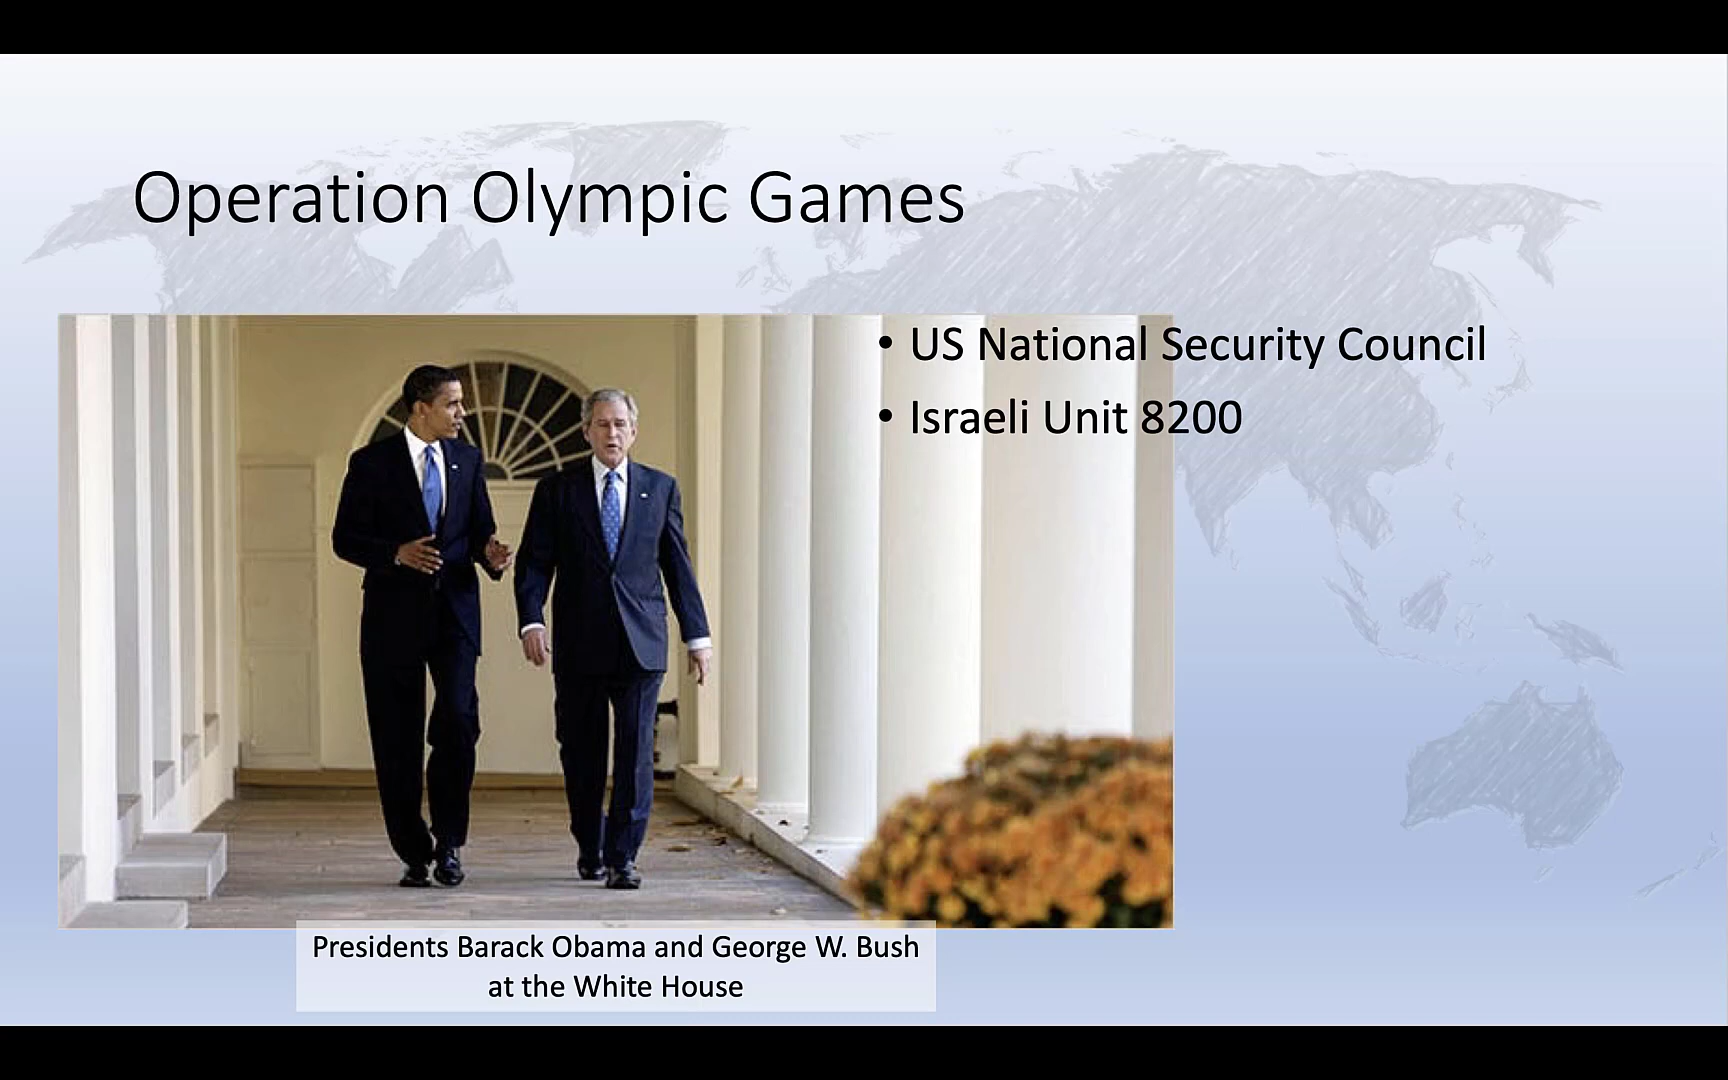 Operation Olympic Games
• US National Security Council
• Israeli Unit 8200
Presidents Barack Obama and George W. Bush
at the White House